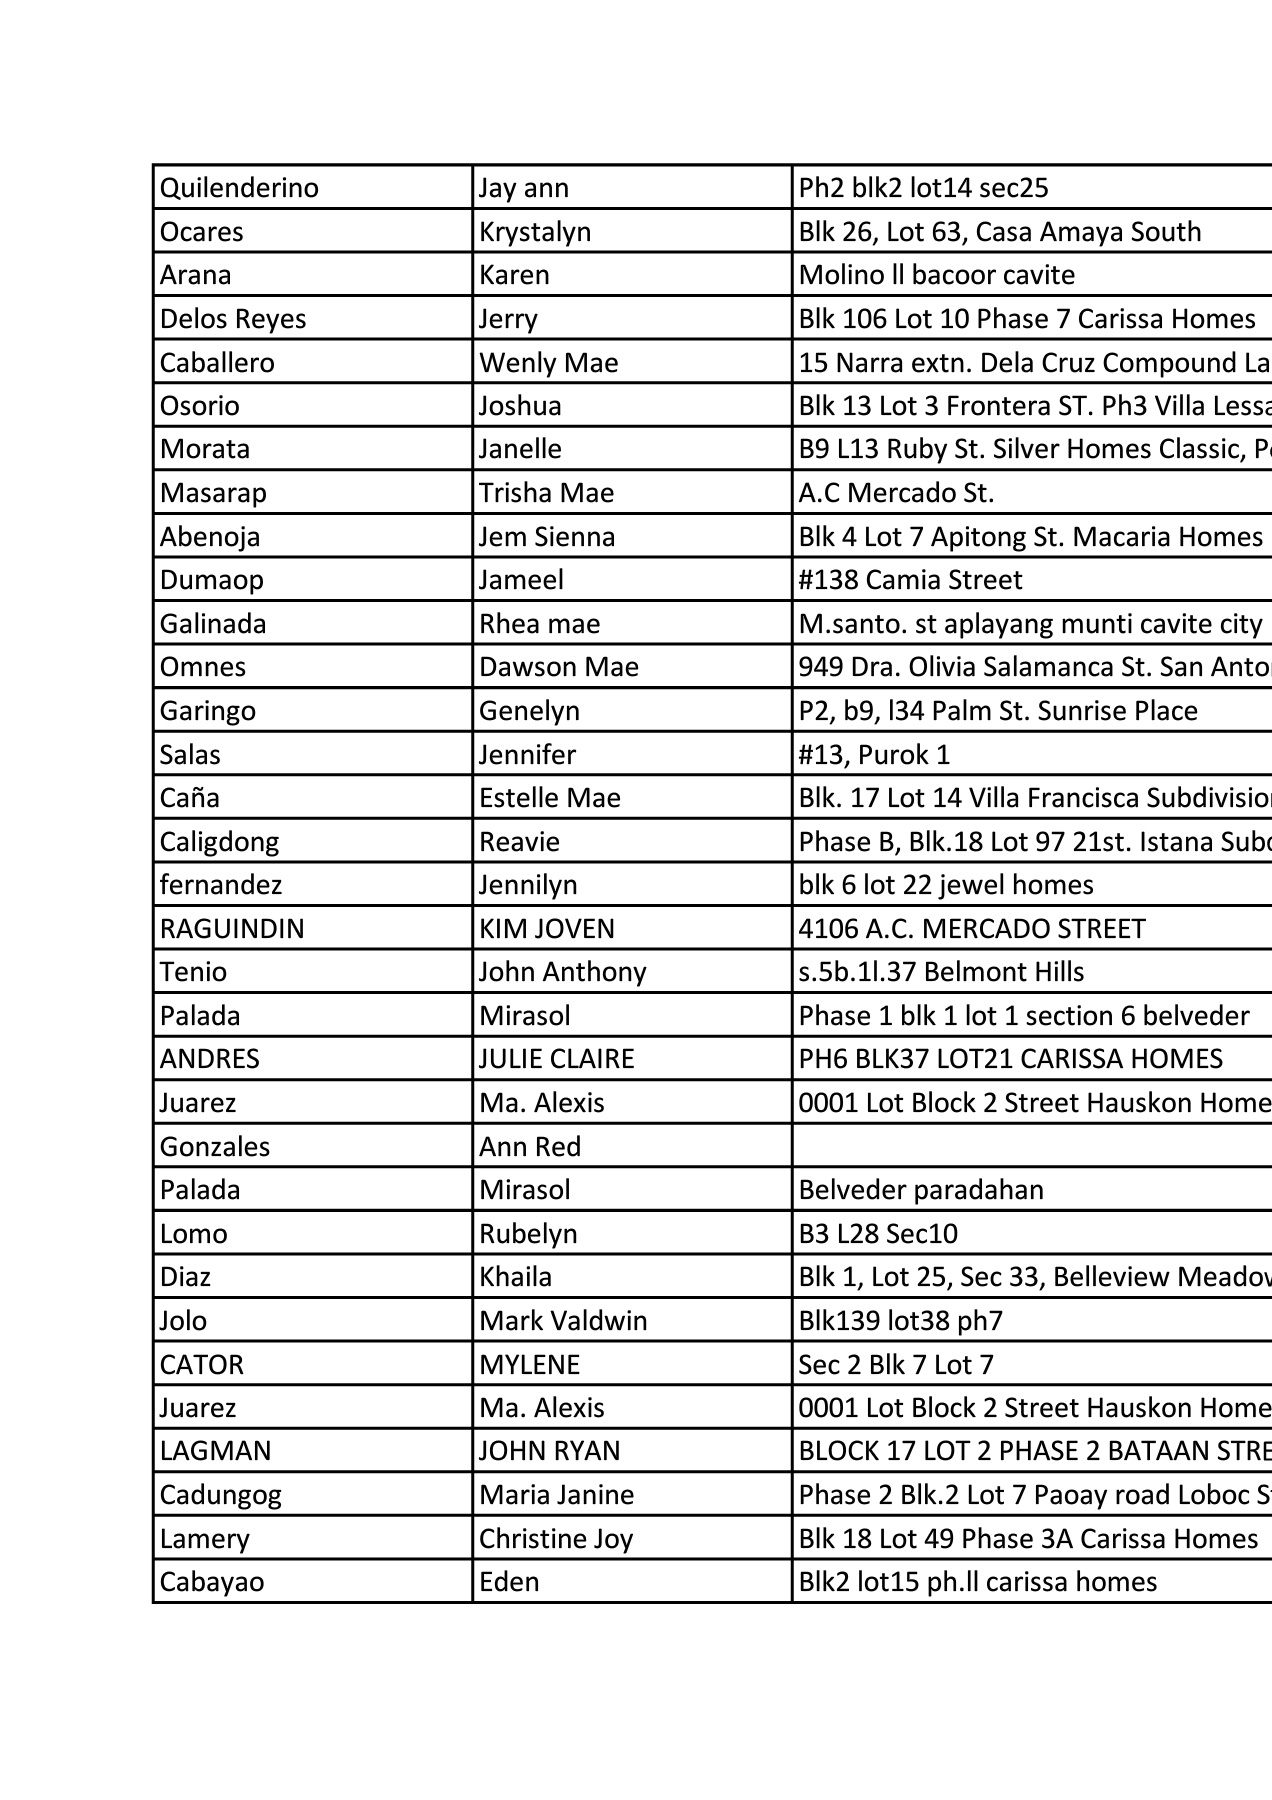 Quilenderino Jay ann Ph2 blk2 lot14 sec25
Ocares Krystalyn Blk 26, Lot 63, Casa Amaya South
Arana Karen Molino ll bacoor cavite
Delos Reyes Jerry Blk 106 Lot 10 Phase 7 Carissa Homes
Caballero Wenly Mae 15 Narra extn. Dela Cruz Compound La
Osorio Joshua Blk 13 Lot 3 Frontera ST. Ph3 Villa Lessa
Morata Janelle B9 L13 Ruby St. Silver Homes Classic, P
Masarap Trisha Mae A.C Mercado St.
Abenoja Jem Sienna Blk 4 Lot 7 Apitong St. Macaria Homes
Dumaop Jameel #138 Camia Street
Galinada Rhea mae M.santo. st aplayang munti cavite city
Omnes Dawson Mae 949 Dra. Olivia Salamanca St. San Anto
Garingo Genelyn P2, b9, l34 Palm St. Sunrise Place
Salas Jennifer #13, Purok 1
Caña Estelle Mae Blk. 17 Lot 14 Villa Francisca Subdivision
Caligdong Reavie Phase B, Blk.18 Lot 97 21st. Istana Subd
fernandez Jennilyn blk 6 lot 22 jewel homes
RAGUINDIN KIM JOVEN 4106 A.C. MERCADO STREET
Tenio John Anthony s.5b.1l.37 Belmont Hills
Palada Mirasol Phase 1 blk 1 lot 1 section 6 belveder
ANDRES JULIE CLAIRE PH6 BLK37 LOT21 CARISSA HOMES
Juarez Ma. Alexis 0001 Lot Block 2 Street Hauskon Home
Gonzales Ann Red
Palada Mirasol Belveder paradahan
Lomo Rubelyn B3 L28 Sec10
Diaz Khaila Blk 1, Lot 25, Sec 33, Belleview Meadow
Jolo Mark Valdwin Blk139 lot38 ph7
CATOR MYLENE Sec 2 Blk 7 Lot 7
Juarez Ma. Alexis 0001 Lot Block 2 Street Hauskon Home
LAGMAN JOHN RYAN BLOCK 17 LOT 2 PHASE 2 BATAAN STRE
Cadungog Maria Janine Phase 2 Blk.2 Lot 7 Paoay road Loboc S
Lamery Christine Joy Blk 18 Lot 49 Phase 3A Carissa Homes
Cabayao Eden Blk2 lot15 ph.ll carissa homes